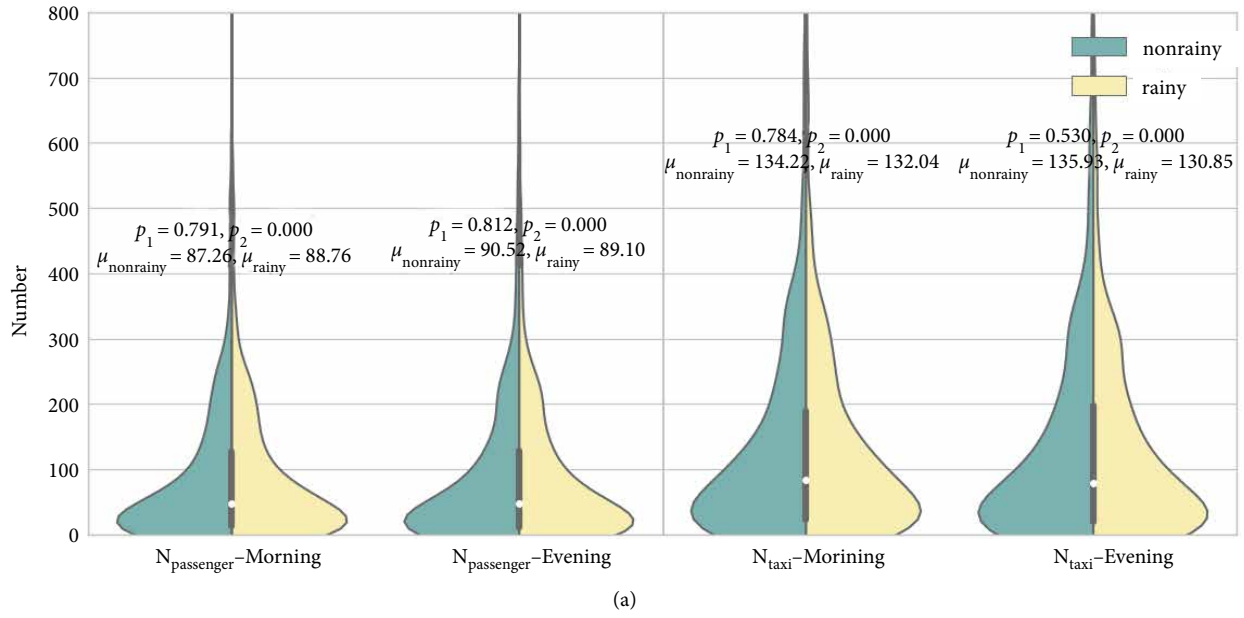 800
700
600
500
400
300
200
100
0
Number
nonrainy
rainy
p1 = 0.791, p2 = 0.000
μnonrainy = 87.26, μrainy = 88.76
p1 = 0.812, p2 = 0.000
μnonrainy = 90.52, μrainy = 89.10
p1 = 0.784, p2 = 0.000
μnonrainy = 134.22, μrainy = 132.04
p1 = 0.530, p2 = 0.000
μnonrainy = 135.93, μrainy = 130.85
Npassenger–Morning
Npassenger–Evening
Ntaxi–Morining
Ntaxi–Evening
(a)